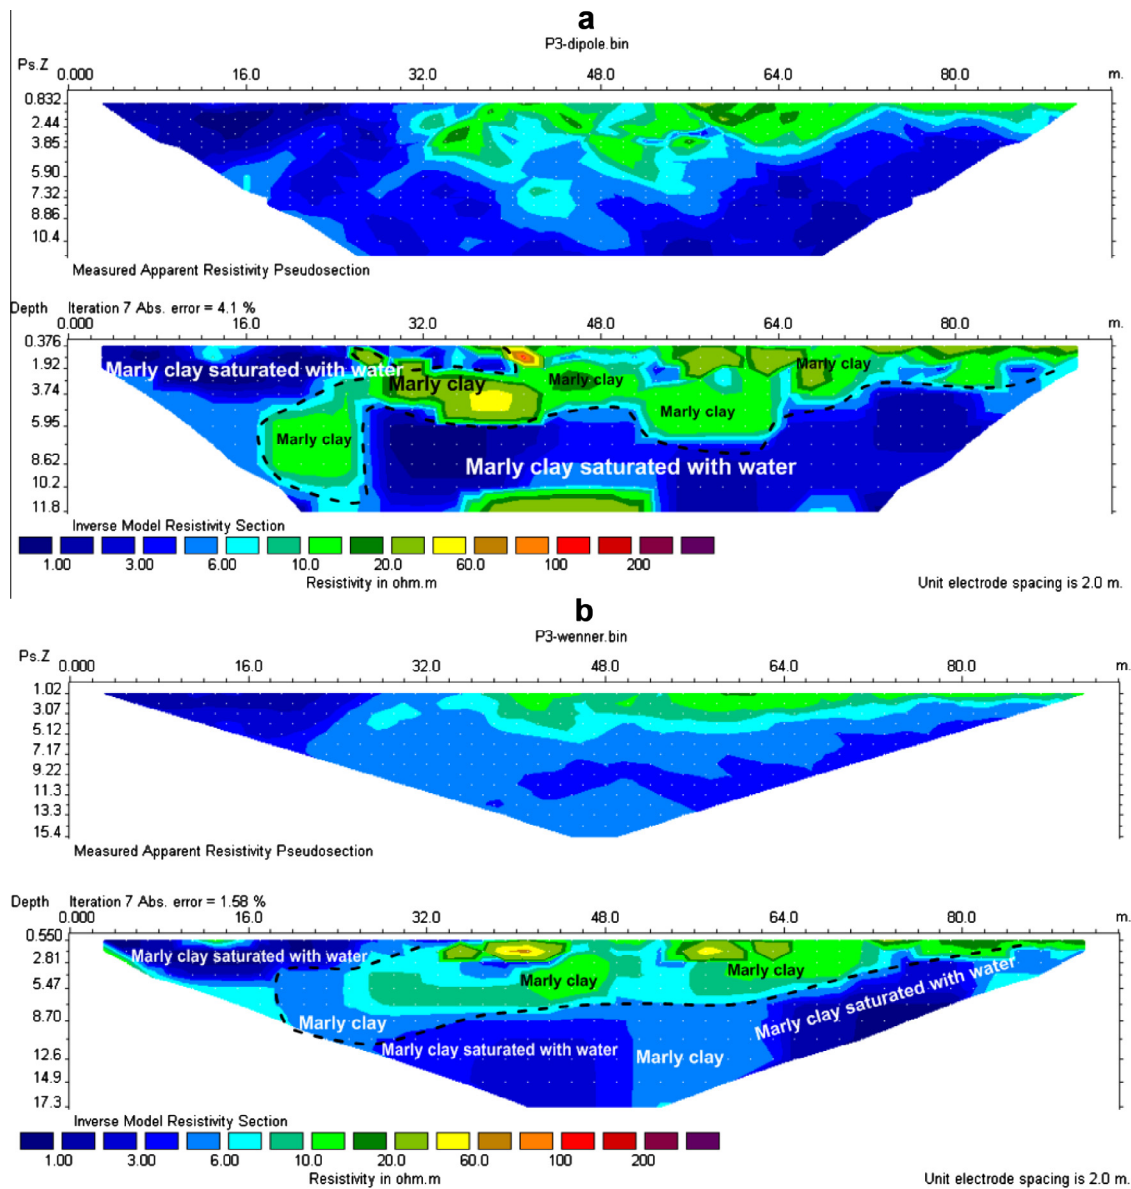 a
P3-dipole.bin
Ps.Z 0.000 16.0 32.0 48.0 64.0 80.0 m.
0.832
2.44
3.85
5.90
7.32
8.86
10.4
Measured Apparent Resistivity Pseudosection
Depth Iteration 7 Abs. error = 4.1 %
0.000 16.0 32.0 48.0 64.0 80.0 m.
0.376
1.92
3.74
5.95
8.62
10.2
11.8
Marly clay saturated with water
Marly clay
Marly clay
Marly clay
Marly clay
Marly clay
Marly clay saturated with water
Inverse Model Resistivity Section
1.00 3.00 6.00 10.0 20.0 60.0 100 200
Resistivity in ohm.m
Unit electrode spacing is 2.0 m.
b
P3-wenner.bin
Ps.Z 0.000 16.0 32.0 48.0 64.0 80.0 m.
1.02
3.07
5.12
7.17
9.22
11.3
13.3
15.4
Measured Apparent Resistivity Pseudosection
Depth Iteration 7 Abs. error = 1.58 %
0.000 16.0 32.0 48.0 64.0 80.0 m.
0.550
2.81
5.47
8.70
12.6
14.9
17.3
Marly clay saturated with water
Marly clay
Marly clay
Marly clay
Marly clay saturated with water
Marly clay saturated with water
Marly clay
Inverse Model Resistivity Section
1.00 3.00 6.00 10.0 20.0 60.0 100 200
Resistivity in ohm.m
Unit electrode spacing is 2.0 m.